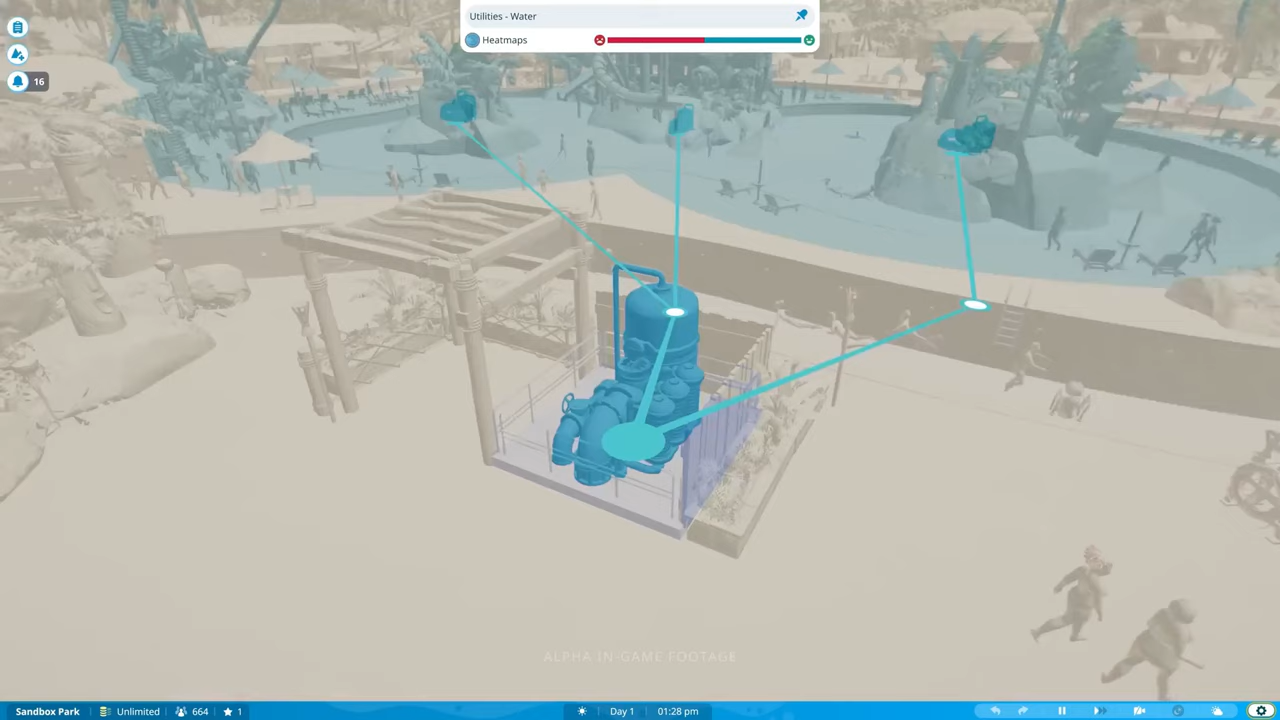 Utilities - Water
Heatmaps
16
ALPHA IN-GAME FOOTAGE
Sandbox Park
Unlimited
664
1
Day 1
01:28 pm